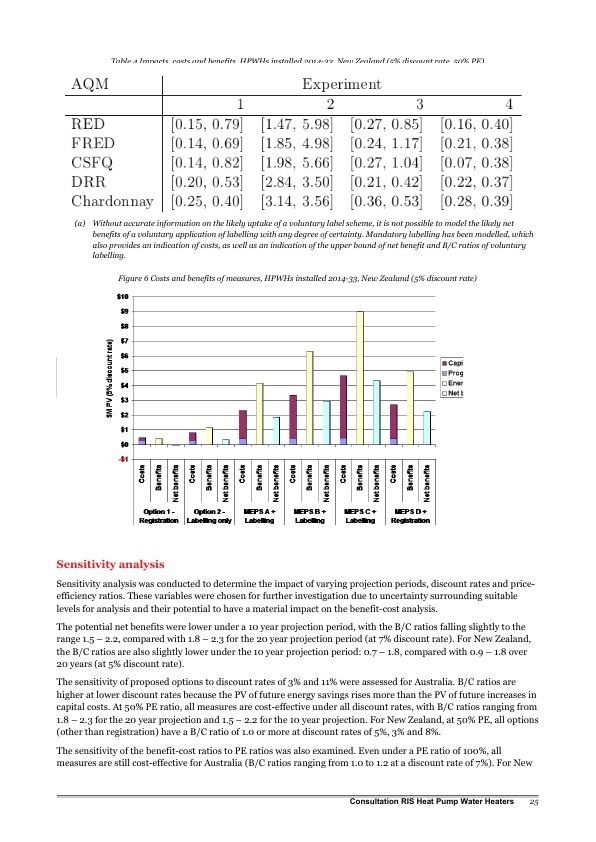 Table 4 Impacts, costs and benefits, HPWHs installed 2014-33, New Zealand (5% discount rate, 50% PE)
AQM Experiment
1 2 3 4
RED [0.15, 0.79] [1.47, 5.98] [0.27, 0.85] [0.16, 0.40]
FRED [0.14, 0.69] [1.85, 4.98] [0.24, 1.17] [0.21, 0.38]
CSFQ [0.14, 0.82] [1.98, 5.66] [0.27, 1.04] [0.07, 0.38]
DRR [0.20, 0.53] [2.84, 3.50] [0.21, 0.42] [0.22, 0.37]
Chardonnay [0.25, 0.40] [3.14, 3.56] [0.36, 0.53] [0.28, 0.39]
(a) Without accurate information on the likely uptake of a voluntary label scheme, it is not possible to model the likely net
benefits of a voluntary application of labelling with any degree of certainty. Mandatory labelling has been modelled, which
also provides an indication of costs, as well as an indication of the upper bound of net benefit and B/C ratios of voluntary
labelling.
Figure 6 Costs and benefits of measures, HPWHs installed 2014-33, New Zealand (5% discount rate)
$M PV (5% discount rate)
$10
$9
$8
$7
$6
$5
$4
$3
$2
$1
$0
-$1
Capi
Prog
Ener
Net b
Costs Benefits Net benefits Costs Benefits Net benefits Costs Benefits Net benefits Costs Benefits Net benefits Costs Benefits Net benefits Costs Benefits Net benefits
Option 1 - Option 2 - MEPS A + MEPS B + MEPS C + MEPS D +
Registration Labelling only Labelling Labelling Labelling Registration
Sensitivity analysis
Sensitivity analysis was conducted to determine the impact of varying projection periods, discount rates and price-
efficiency ratios. These variables were chosen for further investigation due to uncertainty surrounding suitable
levels for analysis and their potential to have a material impact on the benefit-cost analysis.
The potential net benefits were lower under a 10 year projection period, with the B/C ratios falling slightly to the
range 1.5 – 2.2, compared with 1.8 – 2.3 for the 20 year projection period (at 7% discount rate). For New Zealand,
the B/C ratios are also slightly lower under the 10 year projection period: 0.7 – 1.8, compared with 0.9 – 1.8 over
20 years (at 5% discount rate).
The sensitivity of proposed options to discount rates of 3% and 11% were assessed for Australia. B/C ratios are
higher at lower discount rates because the PV of future energy savings rises more than the PV of future increases in
capital costs. At 50% PE ratio, all measures are cost-effective under all discount rates, with B/C ratios ranging from
1.8 – 2.3 for the 20 year projection and 1.5 – 2.2 for the 10 year projection. For New Zealand, at 50% PE, all options
(other than registration) have a B/C ratio of 1.0 or more at discount rates of 5%, 3% and 8%.
The sensitivity of the benefit-cost ratios to PE ratios was also examined. Even under a PE ratio of 100%, all
measures are still cost-effective for Australia (B/C ratios ranging from 1.0 to 1.2 at a discount rate of 7%). For New
Consultation RIS Heat Pump Water Heaters 25